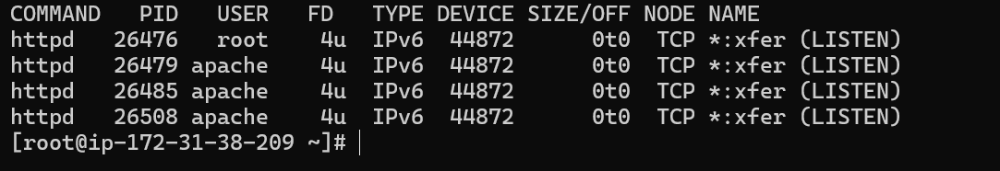 COMMAND   PID   USER   FD   TYPE DEVICE SIZE/OFF NODE NAME
httpd   26476   root    4u  IPv6  44872      0t0  TCP *:xfer (LISTEN)
httpd   26479 apache    4u  IPv6  44872      0t0  TCP *:xfer (LISTEN)
httpd   26485 apache    4u  IPv6  44872      0t0  TCP *:xfer (LISTEN)
httpd   26508 apache    4u  IPv6  44872      0t0  TCP *:xfer (LISTEN)
[root@ip-172-31-38-209 ~]#